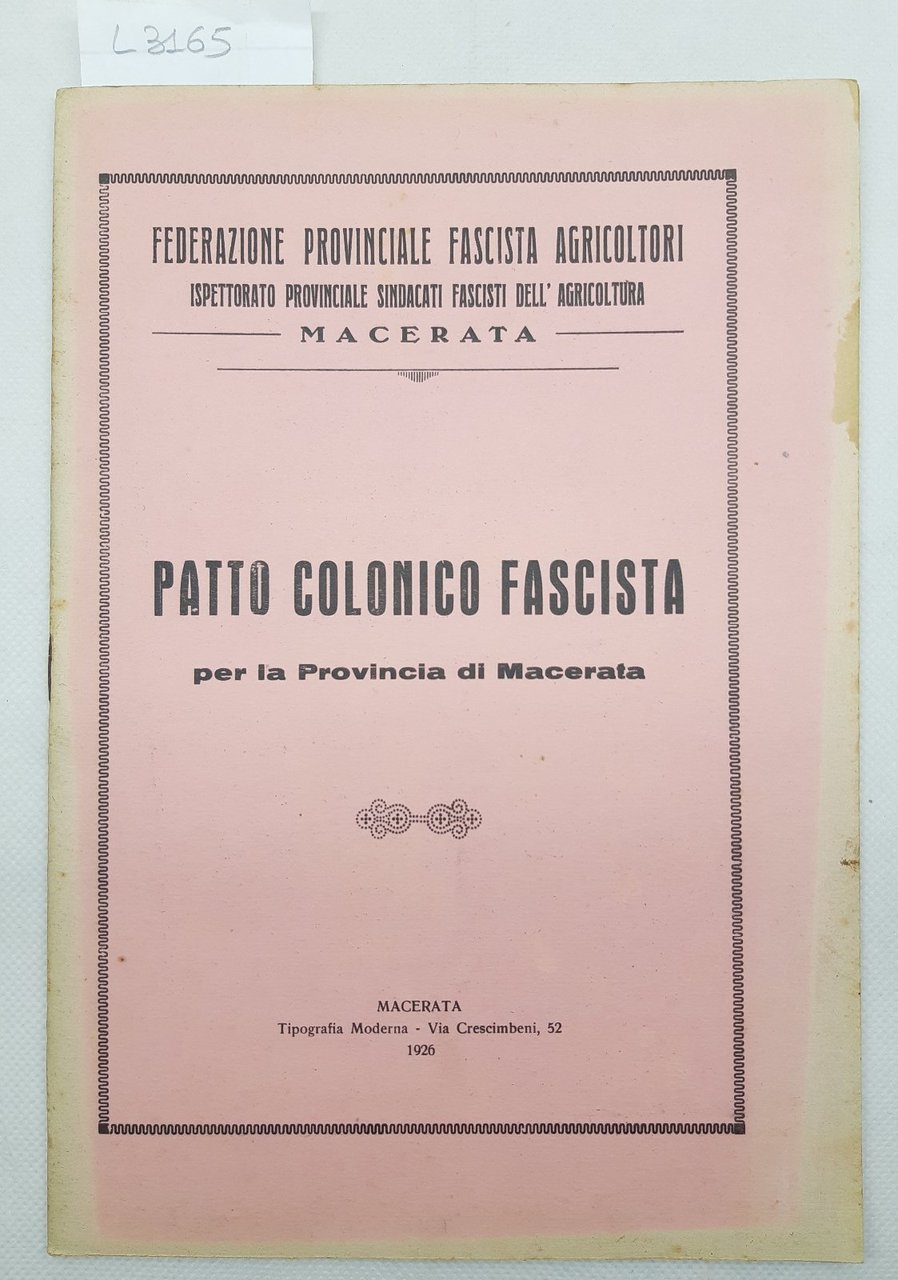 L 3165
FEDERAZIONE PROVINCIALE FASCISTA AGRICOLTORI
ISPETTORATO PROVINCIALE SINDACATI FASCISTI DELL' AGRICOLTURA
MACERATA
PATTO COLONICO FASCISTA
per la Provincia di Macerata
MACERATA
Tipografia Moderna - Via Crescimbeni, 52
1926